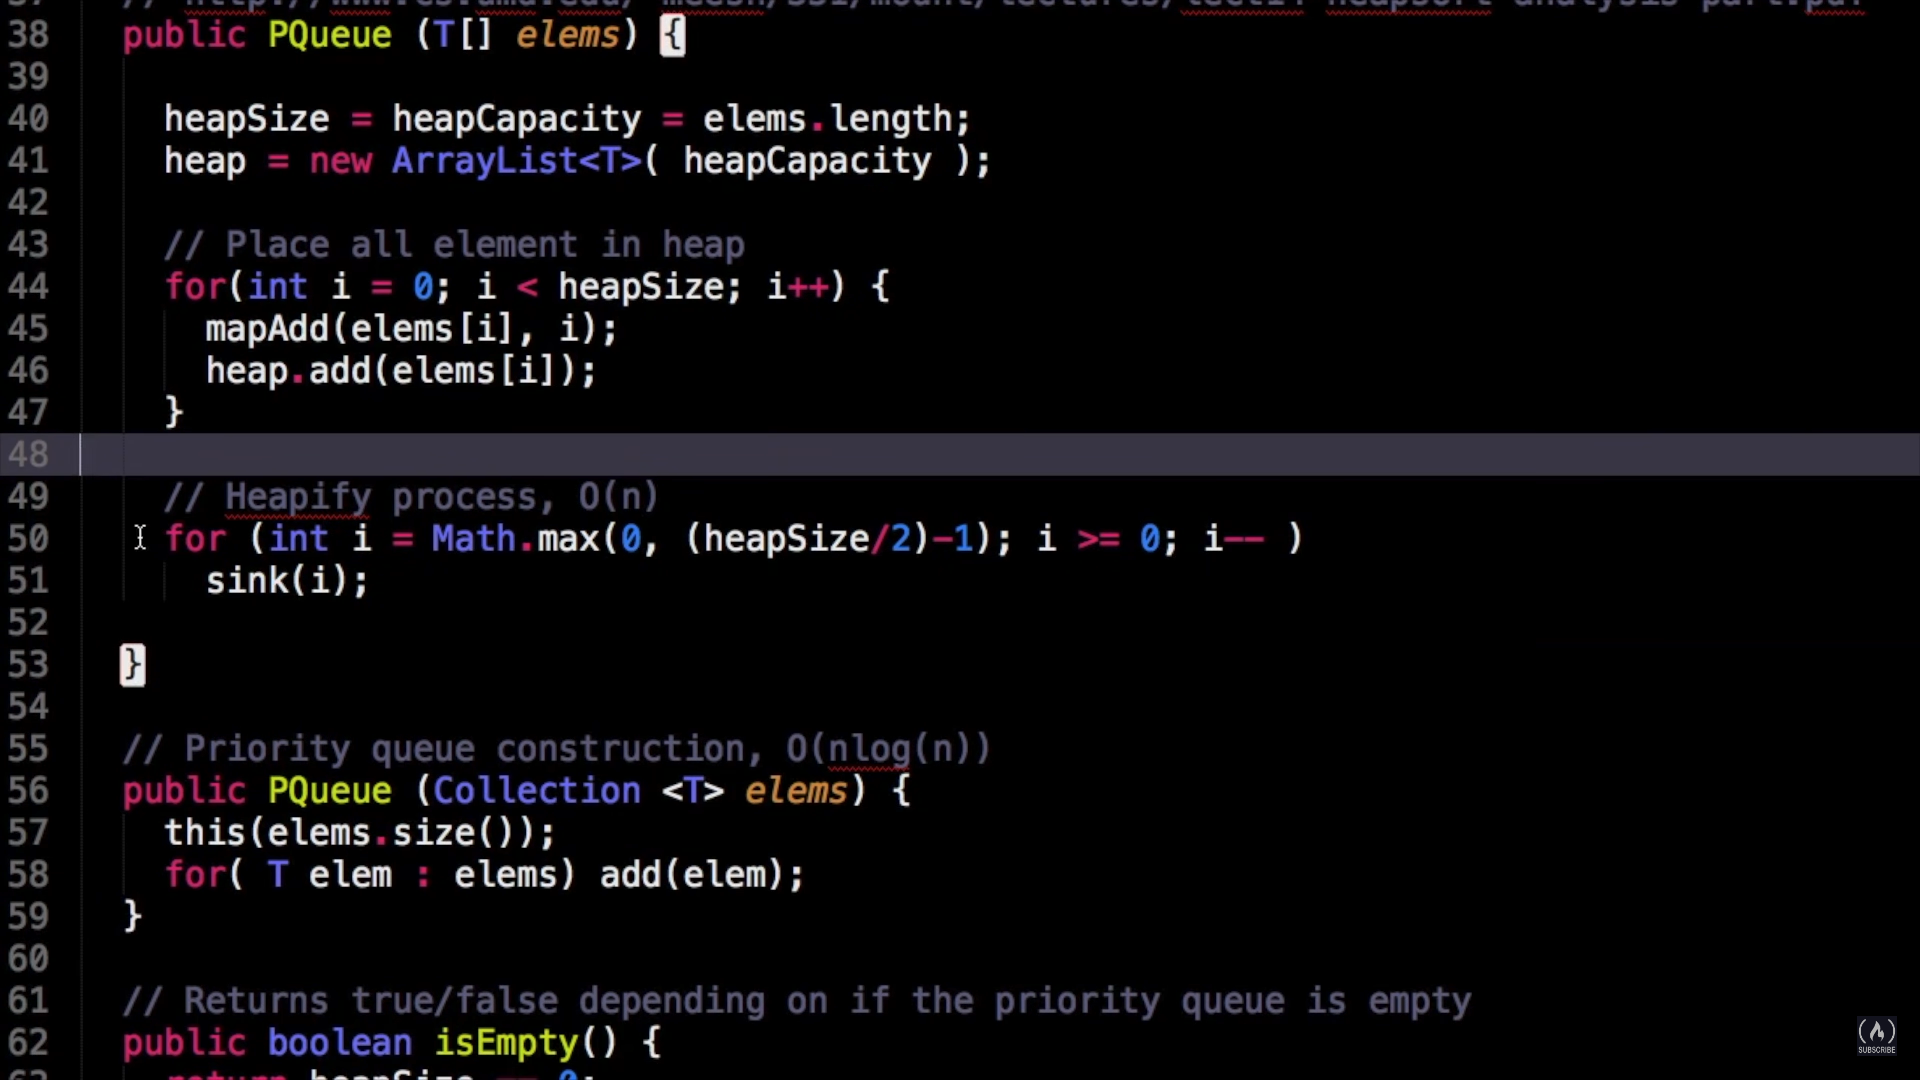 38 public PQueue (T[] elems) {
39
40 heapSize = heapCapacity = elems.length;
41 heap = new ArrayList<T>( heapCapacity );
42
43 // Place all element in heap
44 for(int i = 0; i < heapSize; i++) {
45 mapAdd(elems[i], i);
46 heap.add(elems[i]);
47 }
48
49 // Heapify process, O(n)
50 for (int i = Math.max(0, (heapSize/2)-1); i >= 0; i-- )
51 sink(i);
52
53 }
54
55 // Priority queue construction, O(nlog(n))
56 public PQueue (Collection <T> elems) {
57 this(elems.size());
58 for( T elem : elems) add(elem);
59 }
60
61 // Returns true/false depending on if the priority queue is empty
62 public boolean isEmpty() {
SUBSCRIBE